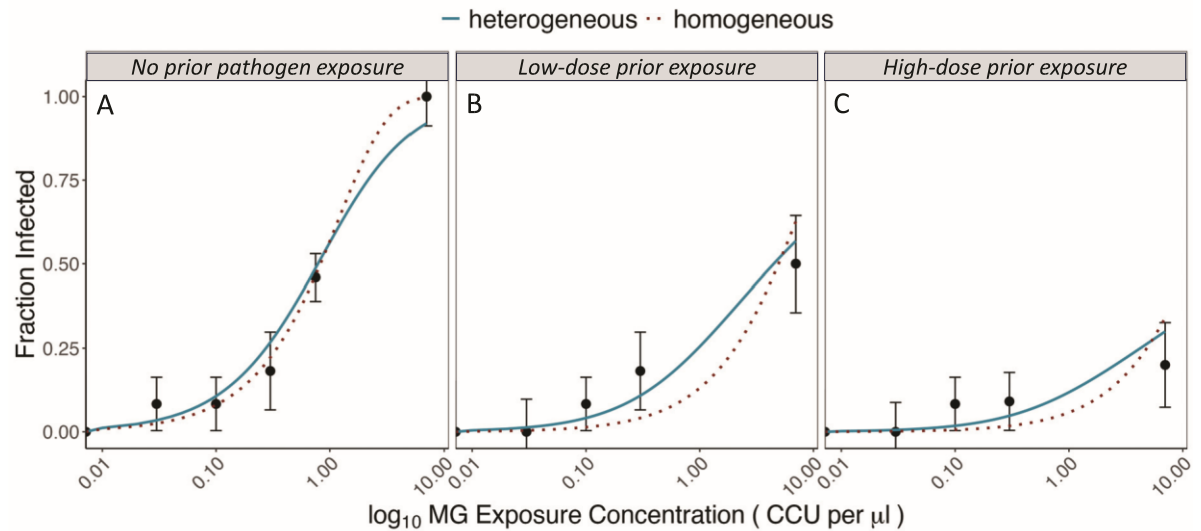 heterogeneous homogeneous
No prior pathogen exposure Low-dose prior exposure High-dose prior exposure
A B C
1.00
0.75
0.50
0.25
0.00
Fraction Infected
0.01 0.10 1.00 10.00 0.01 0.10 1.00 10.00 0.01 0.10 1.00 10.00
log₁₀ MG Exposure Concentration ( CCU per µl )